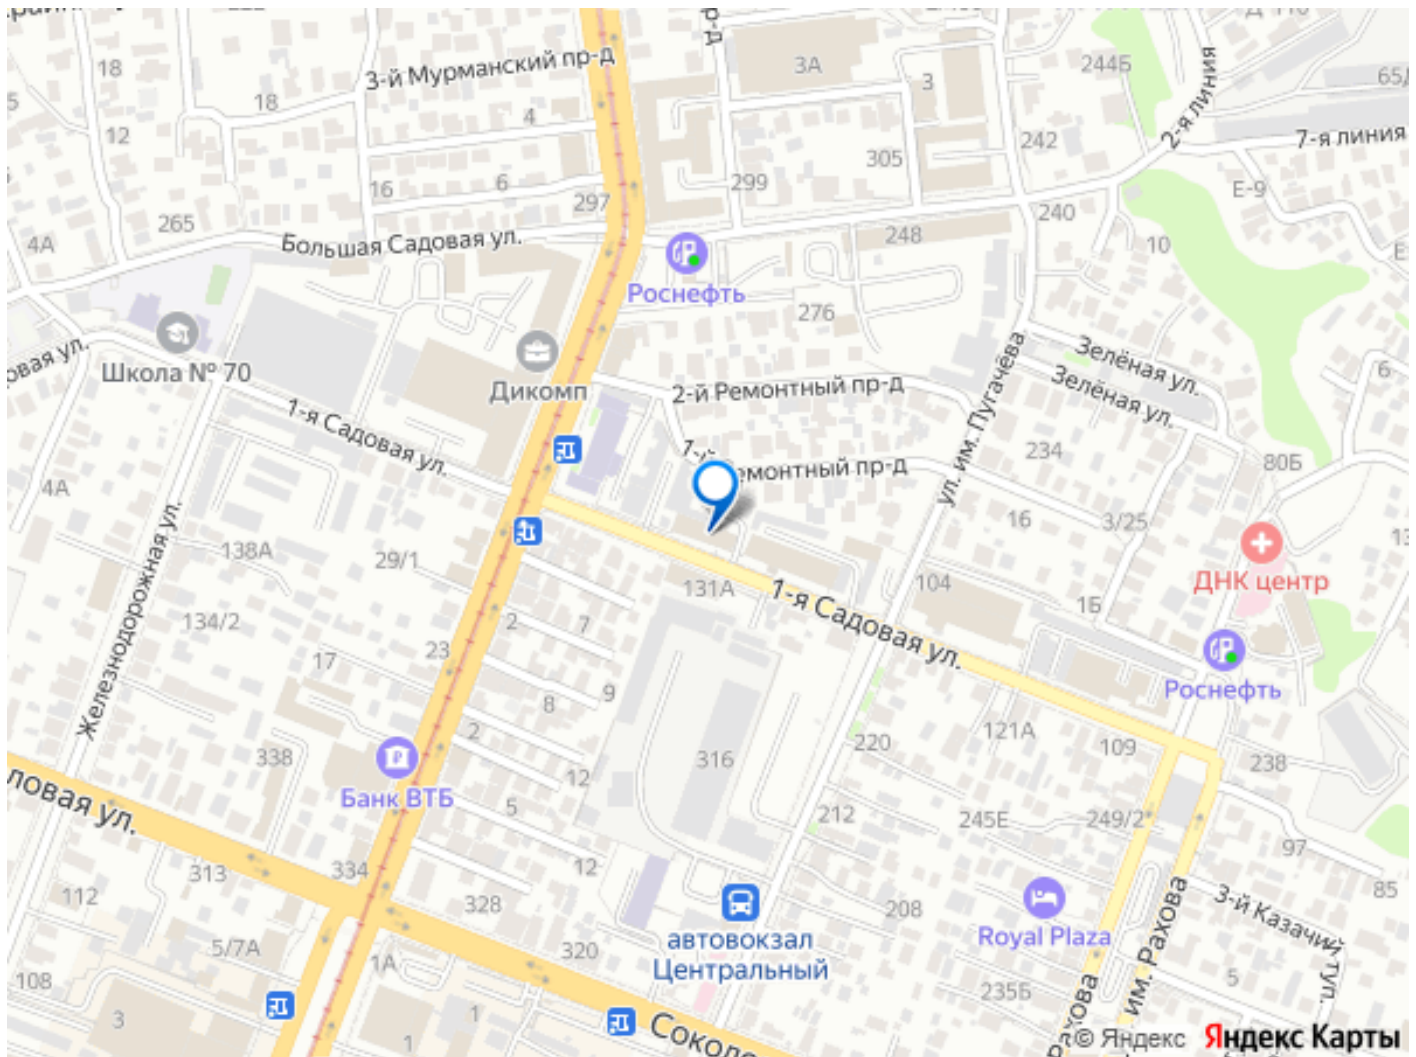 18
18
12
3-й Мурманский пр-д
4
р-д
3А
3
244Б
242
2-я линия
7-я линия
Е-9
16
6
297
299
305
265
4А
Большая Садовая ул.
240
248
10
Роснефть
276
Школа № 70
Дикомп
2-й Ремонтный пр-д
Зелёная ул.
Зелёная ул.
6
1-я Садовая ул.
ул. им. Пугачёва
234
80Б
4А
16
3/25
138А
29/1
131А
1-я Садовая ул.
104
1Б
ДНК центр
Железнодорожная ул.
134/2
23
2
7
17
9
8
Роснефть
338
2
316
220
121А
109
238
12
Банк ВТБ
5
212
245Е
249/2
97
313
334
12
112
328
208
85
3-й Казачий туп.
Royal Plaza
автовокзал
Центральный
5/7А
1А
320
235Б
5
им. Рахова
108
3
1
© Яндекс
Яндекс Карты